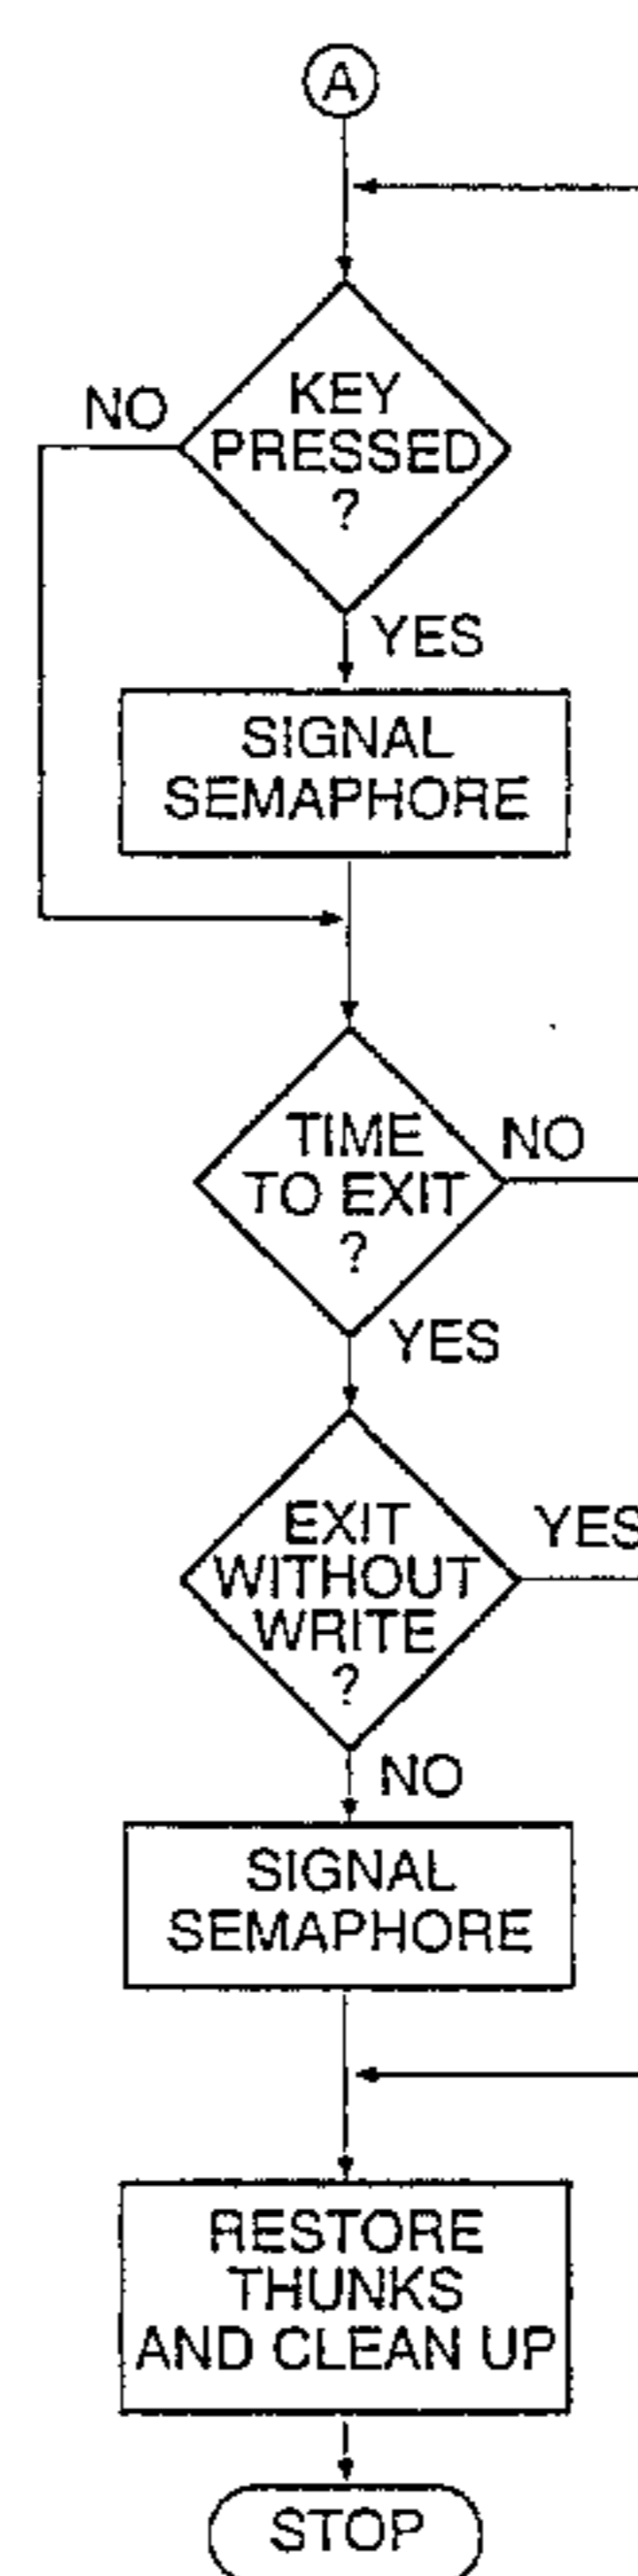 A
NO
KEY
PRESSED
?
YES
SIGNAL
SEMAPHORE
TIME
TO EXIT
?
NO
YES
EXIT
WITHOUT
WRITE
?
YES
NO
SIGNAL
SEMAPHORE
RESTORE
THUNKS
AND CLEAN UP
STOP